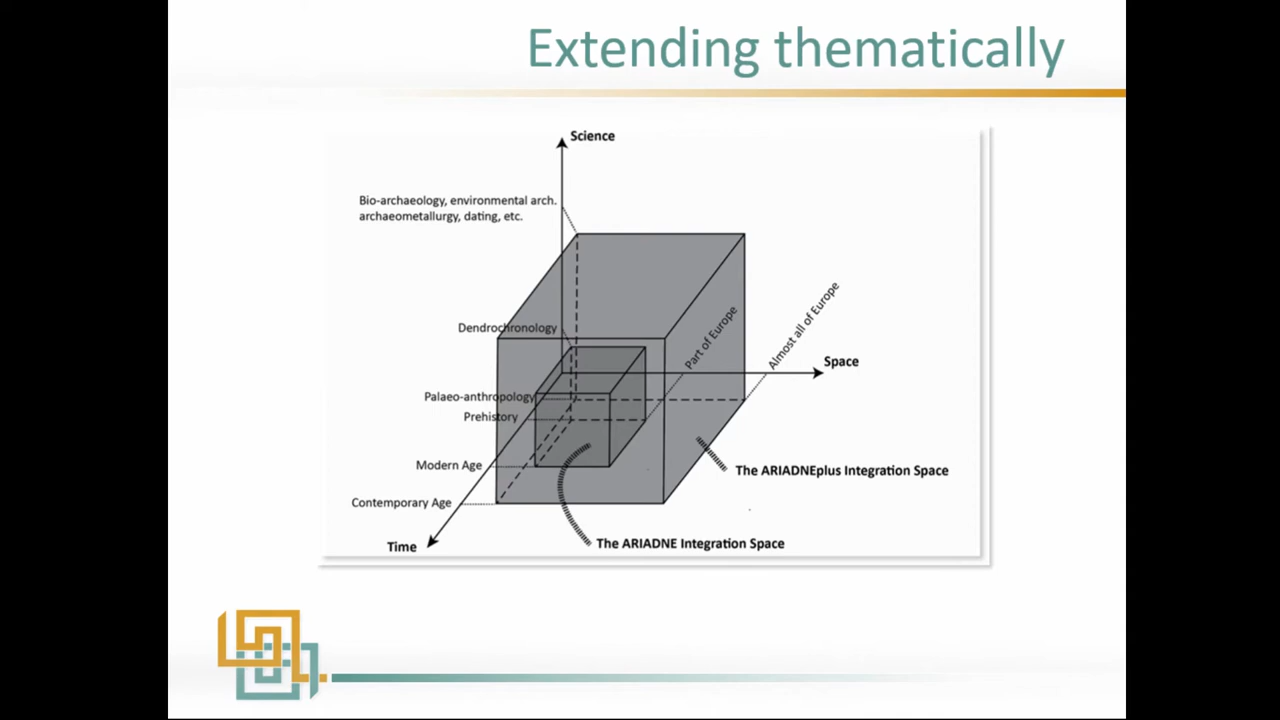 Extending thematically
Science
Bio-archaeology, environmental arch.
archaeometallurgy, dating, etc.
Dendrochronology
Part of Europe
Almost all of Europe
Space
Palaeo-anthropology
Prehistory
Modern Age
The ARIADNEplus Integration Space
Contemporary Age
Time
The ARIADNE Integration Space